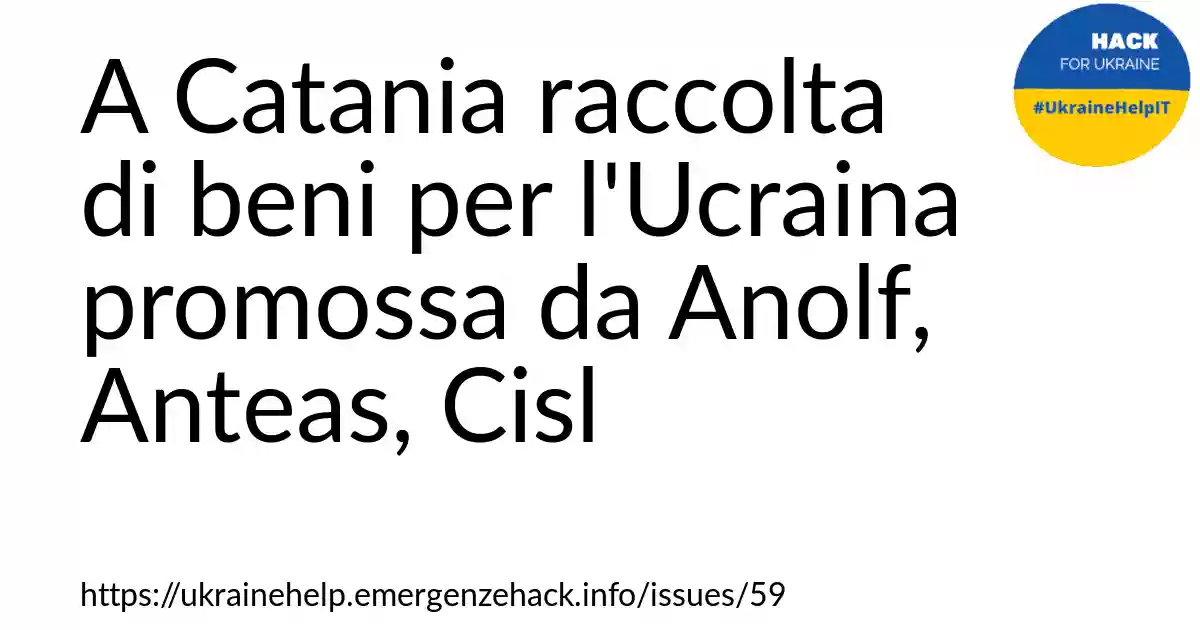 A Catania raccolta
di beni per l'Ucraina
promossa da Anolf,
Anteas, Cisl
HACK
FOR UKRAINE
#UkraineHelpIT
https://ukrainehelp.emergenzehack.info/issues/59